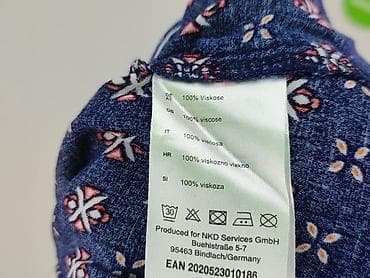 100% Viskose
GB
100% viscose
IT
100% viscosa
HR
100% viskozno vlakno
SI
100% viskoza
30
Produced for NKD Services GmbH
Buehlstraße 5-7
95463 Bindlach/Germany
EAN 2020523010186